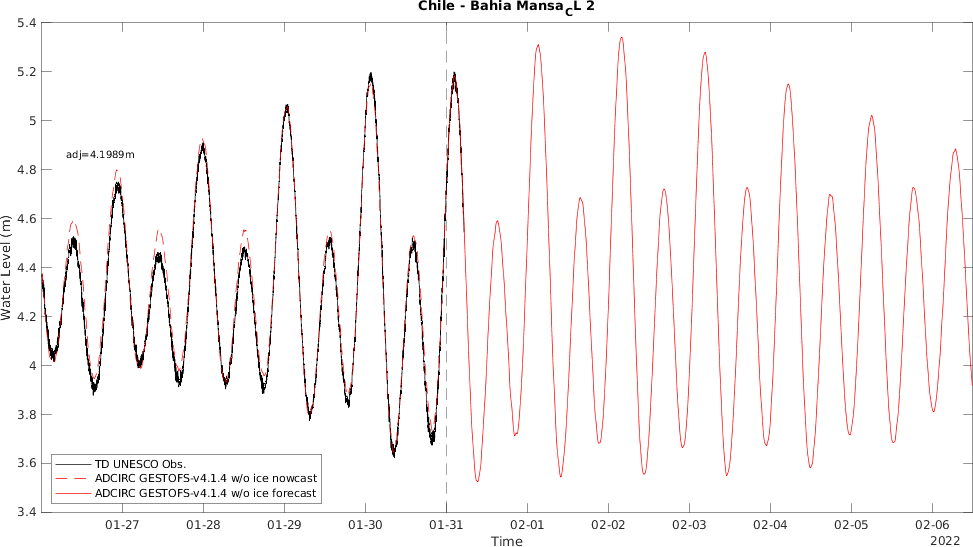 Chile - Bahia MansaCL 2
5.4
5.2
5
4.8
4.6
4.4
4.2
4
3.8
3.6
3.4
Water Level (m)
adj=4.1989m
TD UNESCO Obs.
ADCIRC GESTOFS-v4.1.4 w/o ice nowcast
ADCIRC GESTOFS-v4.1.4 w/o ice forecast
01-27 01-28 01-29 01-30 01-31 02-01 02-02 02-03 02-04 02-05 02-06
Time
2022